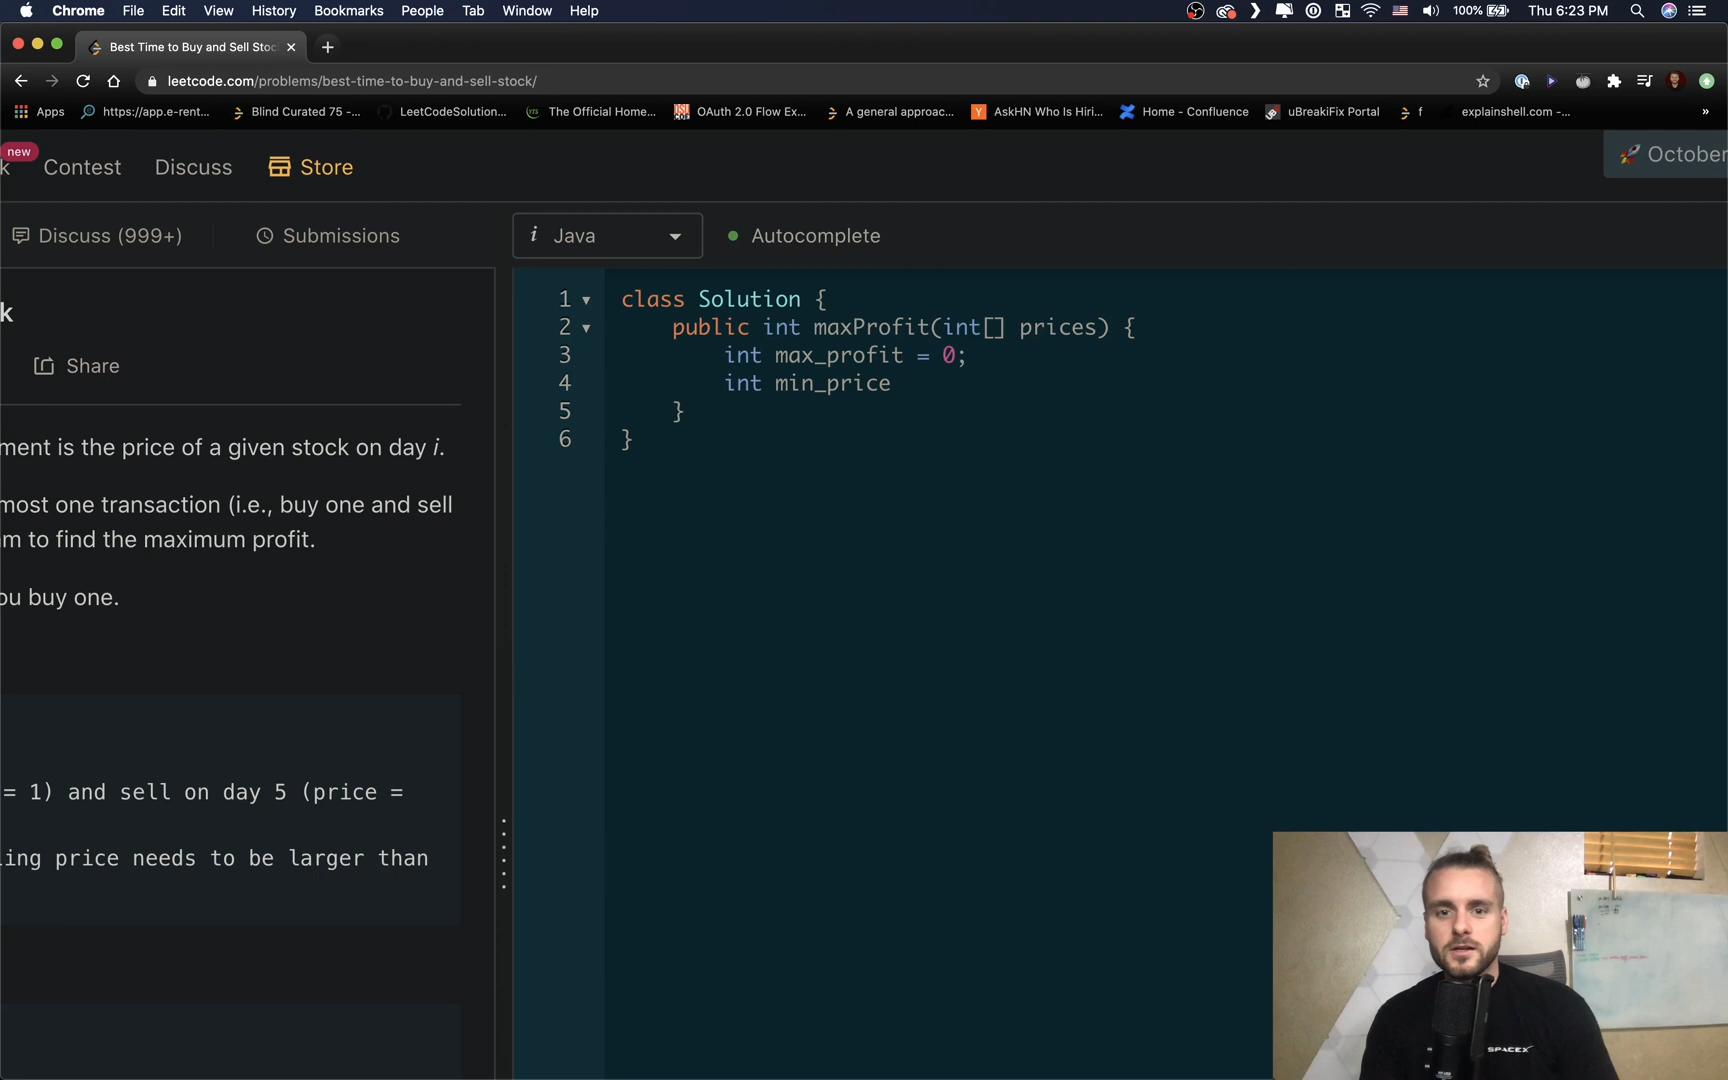 Chrome File Edit View History Bookmarks People Tab Window Help 100% Thu 6:23 PM
Best Time to Buy and Sell Stoc
leetcode.com/problems/best-time-to-buy-and-sell-stock/
Apps https://app.e-rent... Blind Curated 75 -... LeetCodeSolution... The Official Home... OAuth 2.0 Flow Ex... A general approac... AskHN Who Is Hiri... Home - Confluence uBreakiFix Portal f explainshell.com -... »
new
k Contest Discuss Store October
Discuss (999+) Submissions i Java Autocomplete
k
Share
ment is the price of a given stock on day i.
most one transaction (i.e., buy one and sell
am to find the maximum profit.
ou buy one.
= 1) and sell on day 5 (price =
ling price needs to be larger than
1 class Solution {
2 public int maxProfit(int[] prices) {
3 int max_profit = 0;
4 int min_price
5 }
6 }
SPACEX